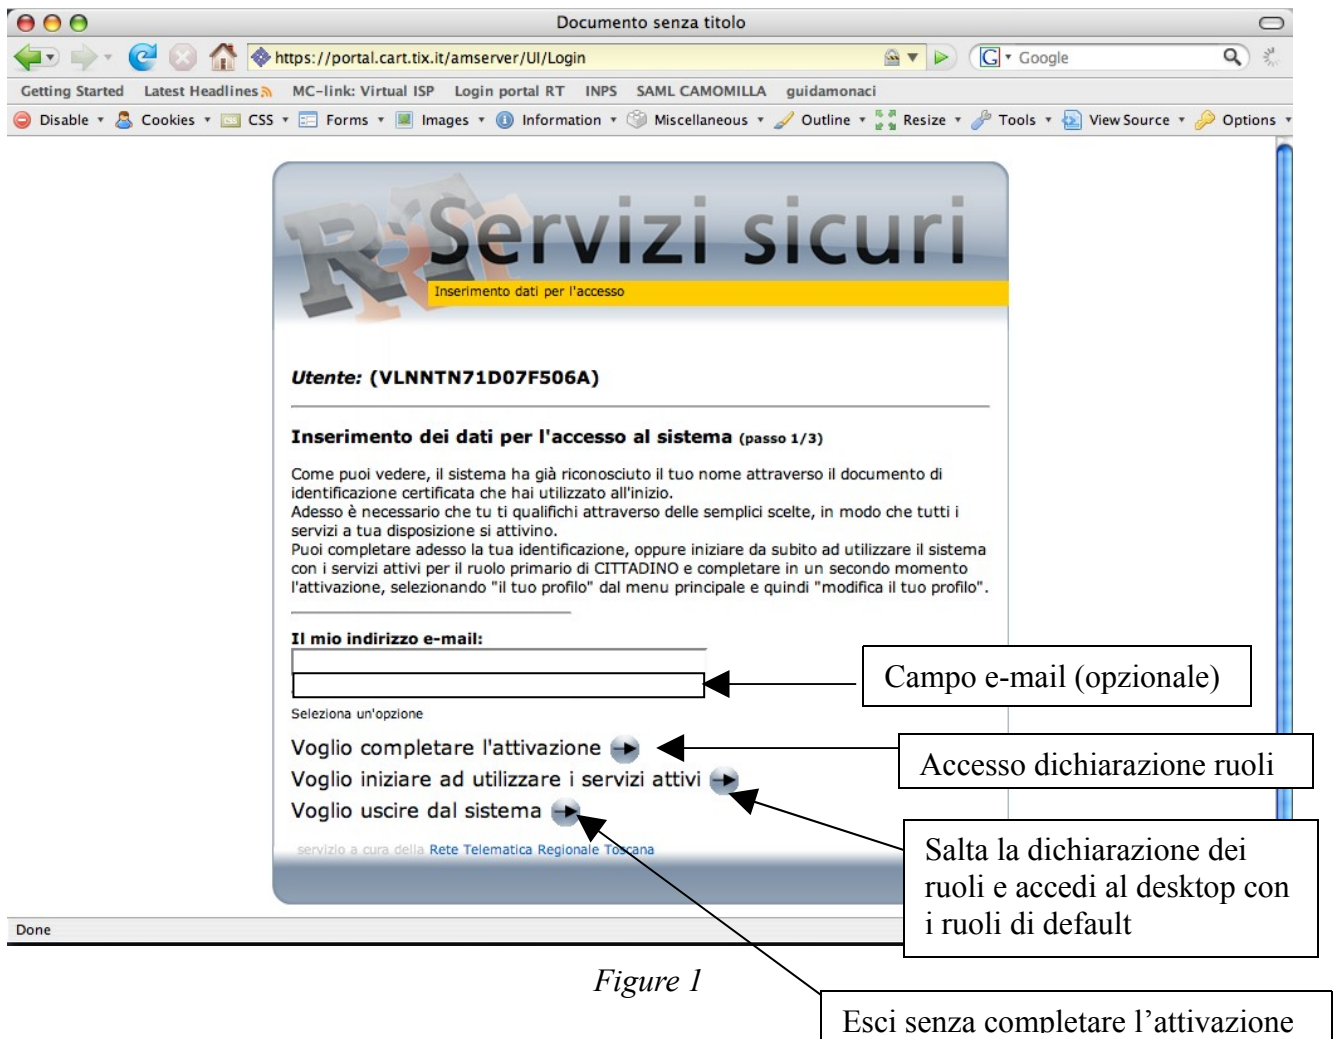 Documento senza titolo
https://portal.cart.tix.it/amserver/UI/Login
G Google
Getting Started Latest Headlines MC-link: Virtual ISP Login portal RT INPS SAML CAMOMILLA guidamonaci
Disable Cookies CSS Forms Images Information Miscellaneous Outline Resize Tools View Source Options
Servizi sicuri
Inserimento dati per l'accesso
Utente: (VLNNTN71D07F506A)
Inserimento dei dati per l'accesso al sistema (passo 1/3)
Come puoi vedere, il sistema ha già riconosciuto il tuo nome attraverso il documento di
identificazione certificata che hai utilizzato all'inizio.
Adesso è necessario che tu ti qualifichi attraverso delle semplici scelte, in modo che tutti i
servizi a tua disposizione si attivino.
Puoi completare adesso la tua identificazione, oppure iniziare da subito ad utilizzare il sistema
con i servizi attivi per il ruolo primario di CITTADINO e completare in un secondo momento
l'attivazione, selezionando "il tuo profilo" dal menu principale e quindi "modifica il tuo profilo".
Il mio indirizzo e-mail:
Campo e-mail (opzionale)
Seleziona un'opzione
Voglio completare l'attivazione
Accesso dichiarazione ruoli
Voglio iniziare ad utilizzare i servizi attivi
Voglio uscire dal sistema
Salta la dichiarazione dei
ruoli e accedi al desktop con
i ruoli di default
servizio a cura della Rete Telematica Regionale Toscana
Done
Figure 1
Esci senza completare l’attivazione